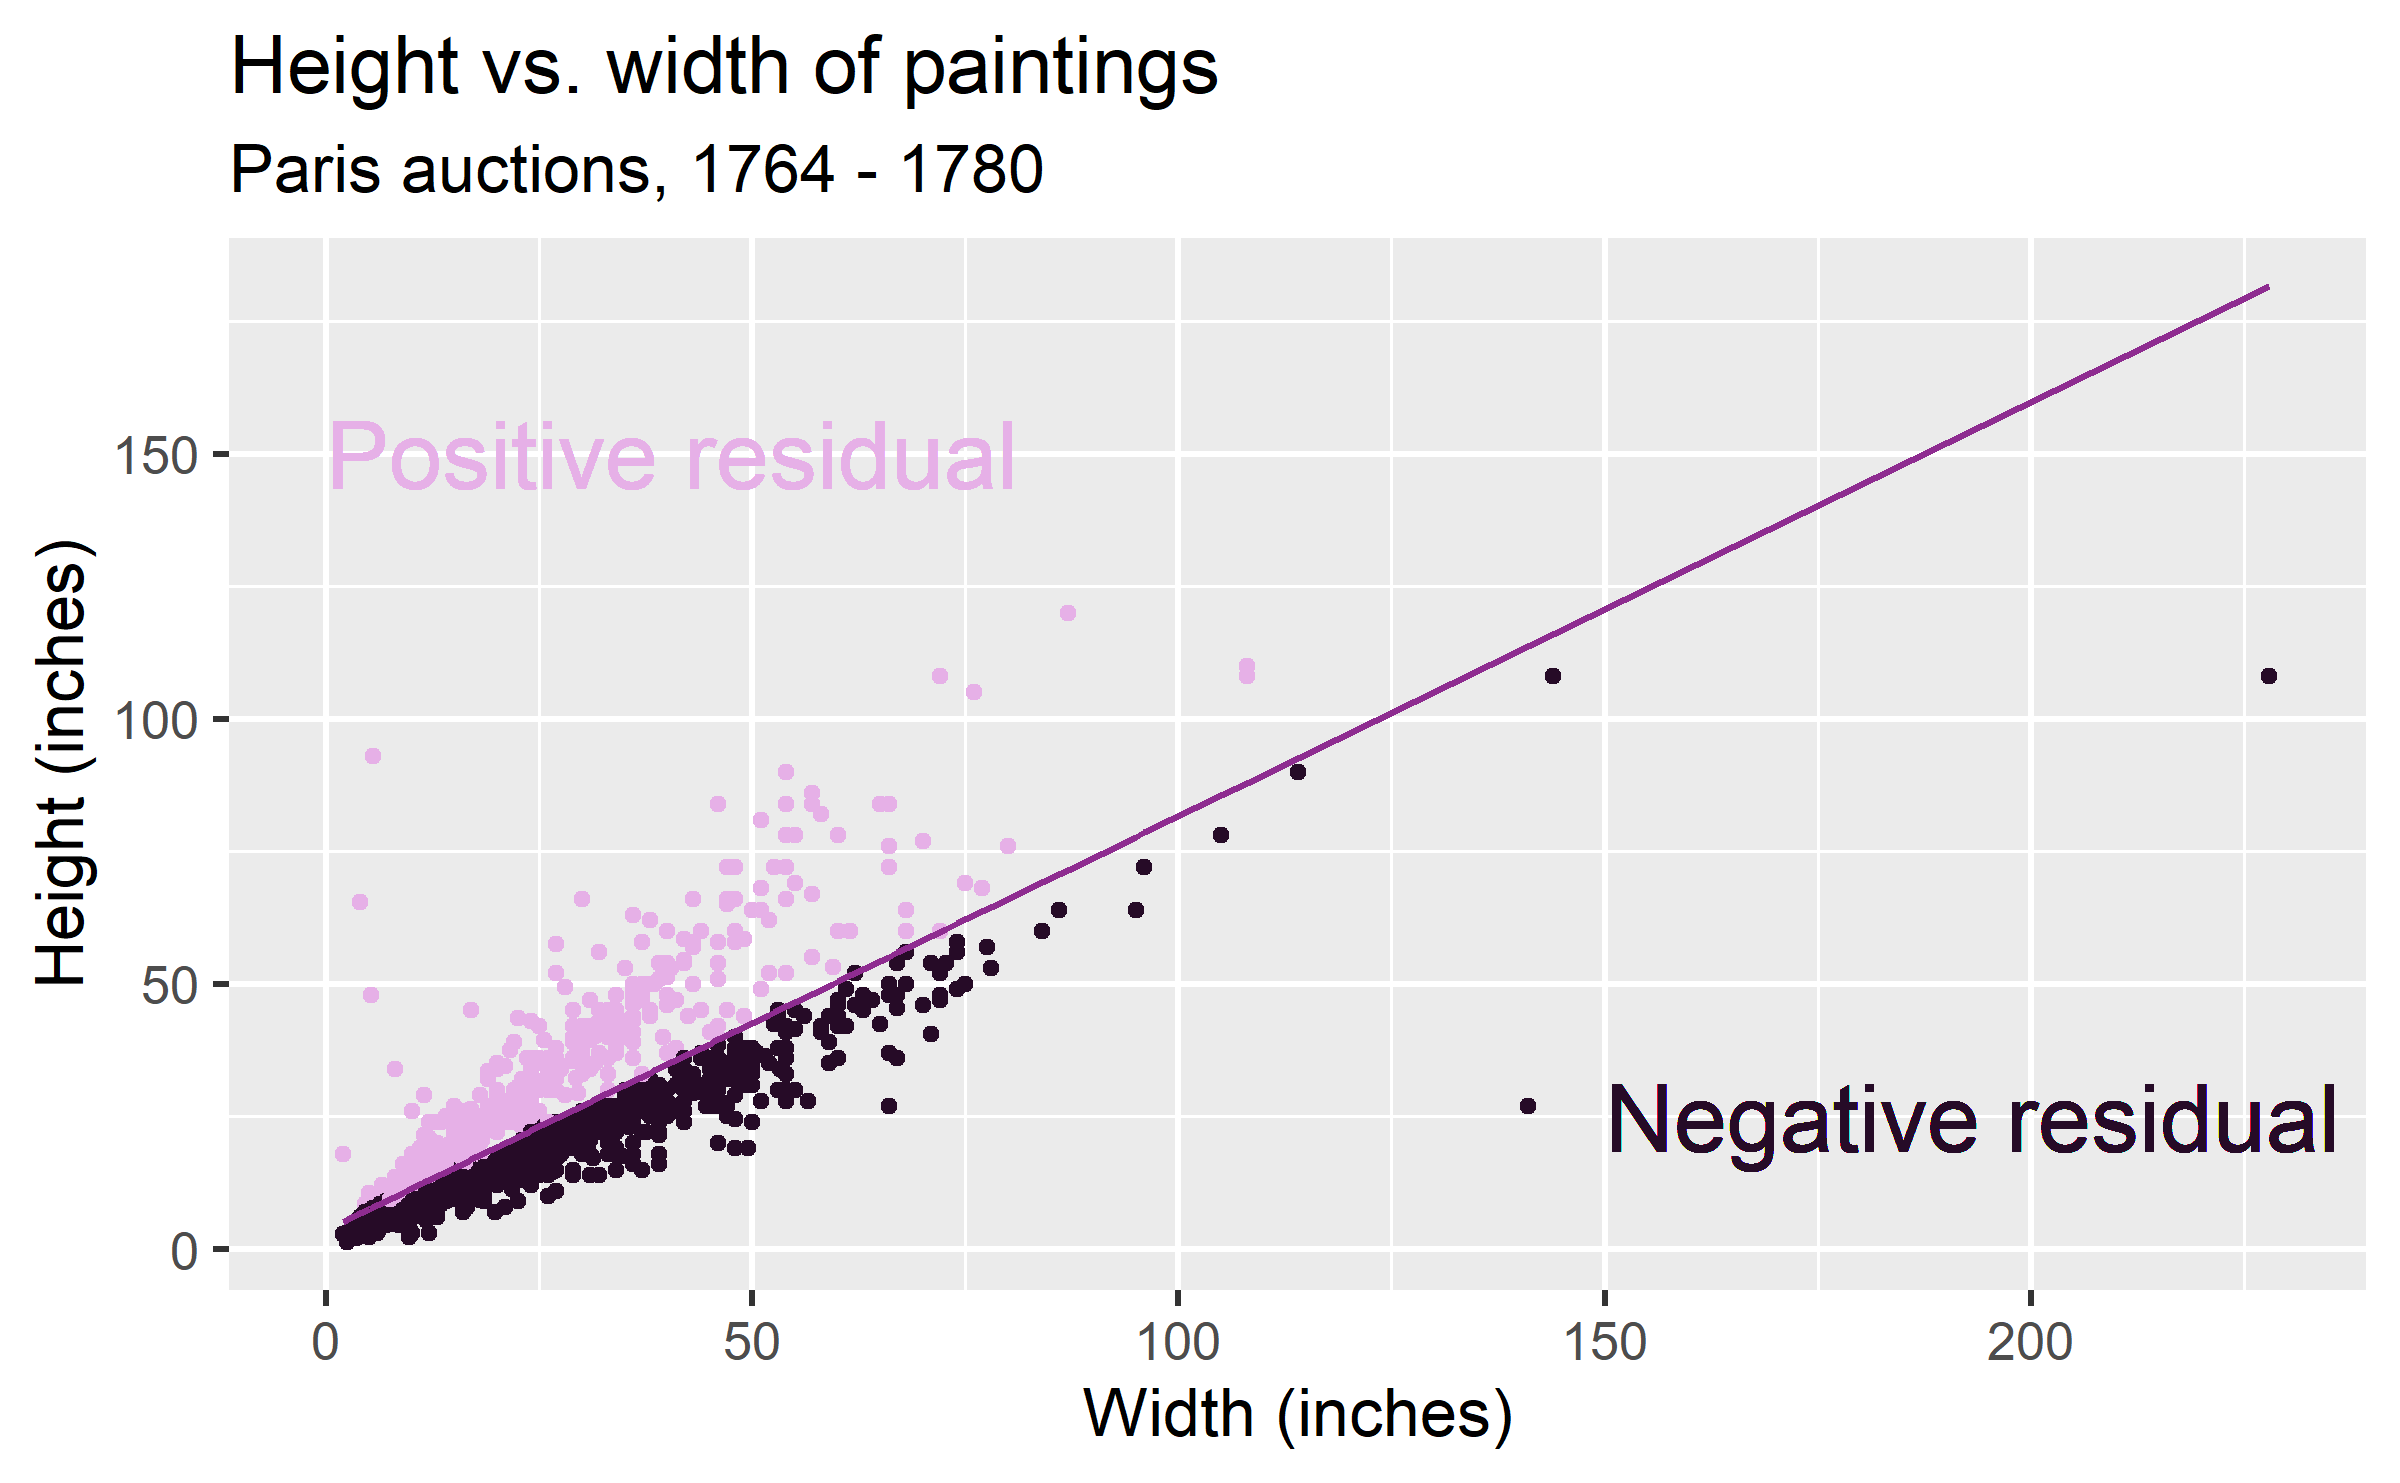 Height vs. width of paintings
Paris auctions, 1764 - 1780
Positive residual
Negative residual
150
100
50
0
Height (inches)
0 50 100 150 200
Width (inches)